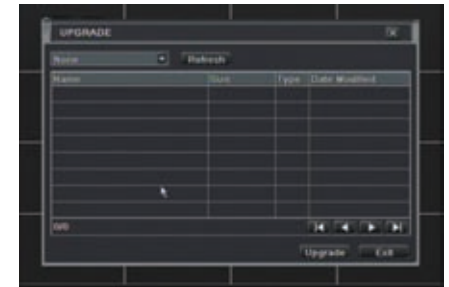 UPGRADE
None Refresh
Name Size Type Date Modified
0/0
Upgrade Exit